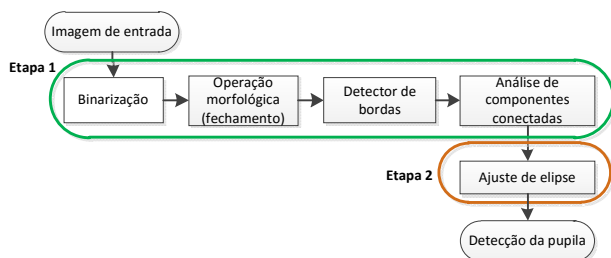 Imagem de entrada
Etapa 1
Binarização
Operação
morfológica
(fechamento)
Detector de
bordas
Análise de
componentes
conectadas
Etapa 2
Ajuste de elipse
Detecção da pupila